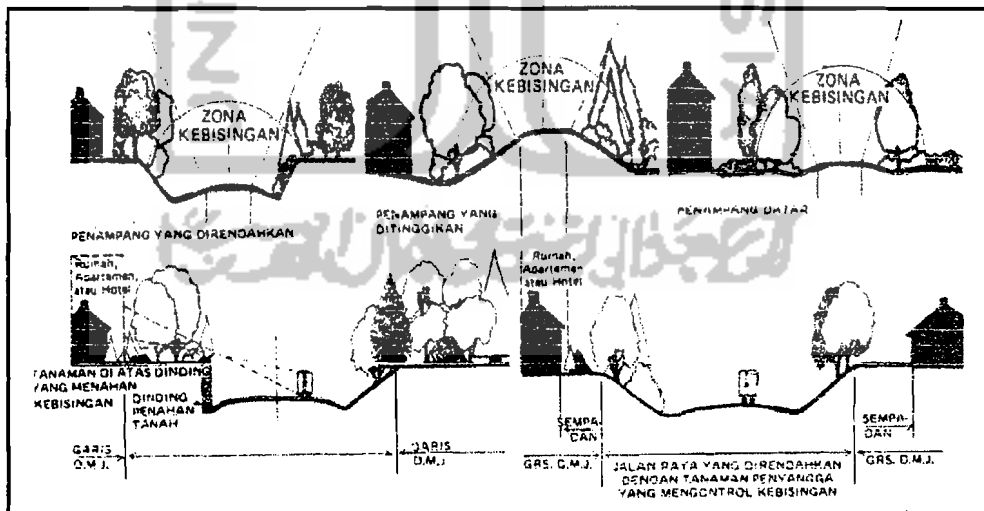 ZONA
KEBISINGAN
ZONA
KEBISINGAN
ZONA
KEBISINGAN
PENAMPANG YANG DIRENDAHKAN
PENAMPANG YANG
DITINGGIKAN
PENAMPANG DATAR
Rumah,
Apartemen
atau Hotel
TANAMAN DI ATAS DINDING
YANG MENAHAN
KEBISINGAN
DINDING
PENAHAN
TANAH
GARIS
D.M.J.
GARIS
D.M.J.
Rumah,
Apartemen
atau Hotel
SEMPA-
DAN
SEMPA-
DAN
GRS. D.M.J.
JALAN RAYA YANG DIRENDAHKAN
DENGAN TANAMAN PENYANGGA
YANG MENGONTROL KEBISINGAN
GRS. D.M.J.